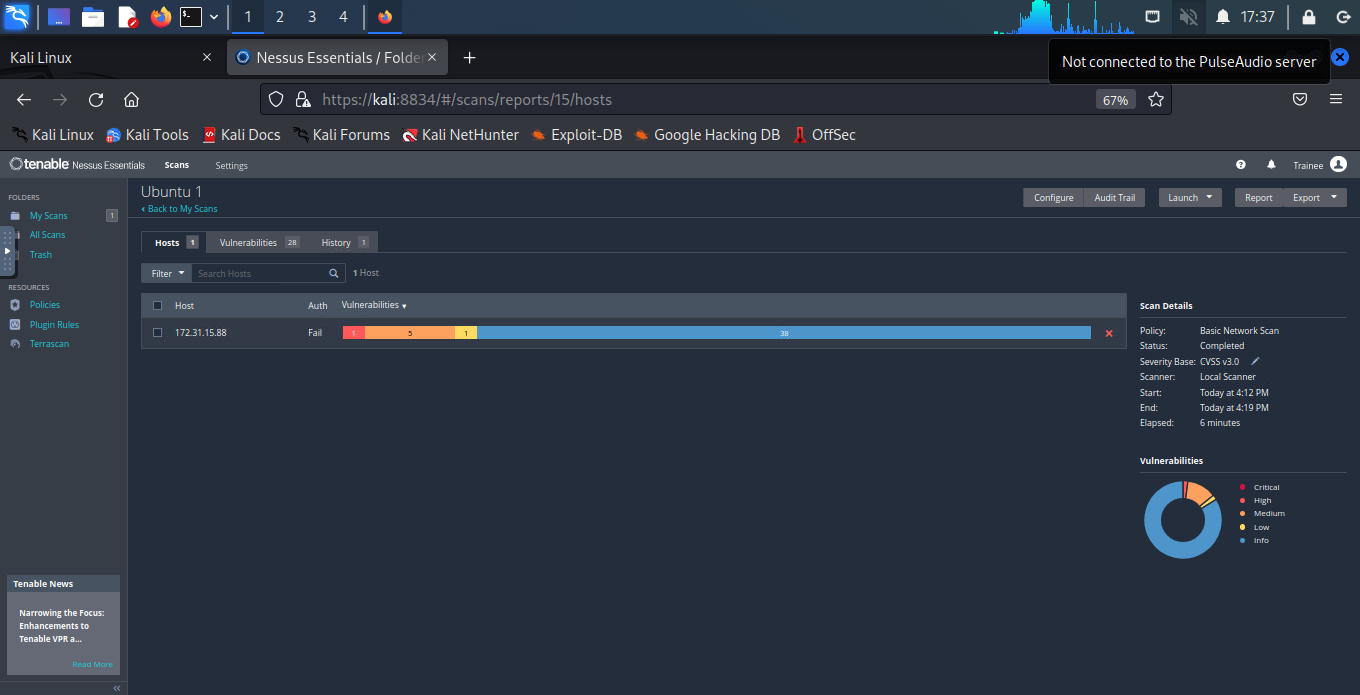 1 2 3 4 17:37
Kali Linux
Nessus Essentials / Folde
Not connected to the PulseAudio server
https://kali:8834/#/scans/reports/15/hosts 67%
Kali Linux Kali Tools Kali Docs Kali Forums Kali NetHunter Exploit-DB Google Hacking DB OffSec
tenable Nessus Essentials Scans Settings Trainee
FOLDERS
My Scans 1
All Scans
Trash
RESOURCES
Policies
Plugin Rules
Terrascan
Tenable News
Narrowing the Focus:
Enhancements to
Tenable VPR a...
Read More
Ubuntu 1
‹ Back to My Scans
Configure Audit Trail Launch Report Export
Hosts 1 Vulnerabilities 28 History 1
Filter Search Hosts 1 Host
Host Auth Vulnerabilities
172.31.15.88 Fail 1 5 1 38
Scan Details
Policy: Basic Network Scan
Status: Completed
Severity Base: CVSS v3.0
Scanner: Local Scanner
Start: Today at 4:12 PM
End: Today at 4:19 PM
Elapsed: 6 minutes
Vulnerabilities
Critical
High
Medium
Low
Info